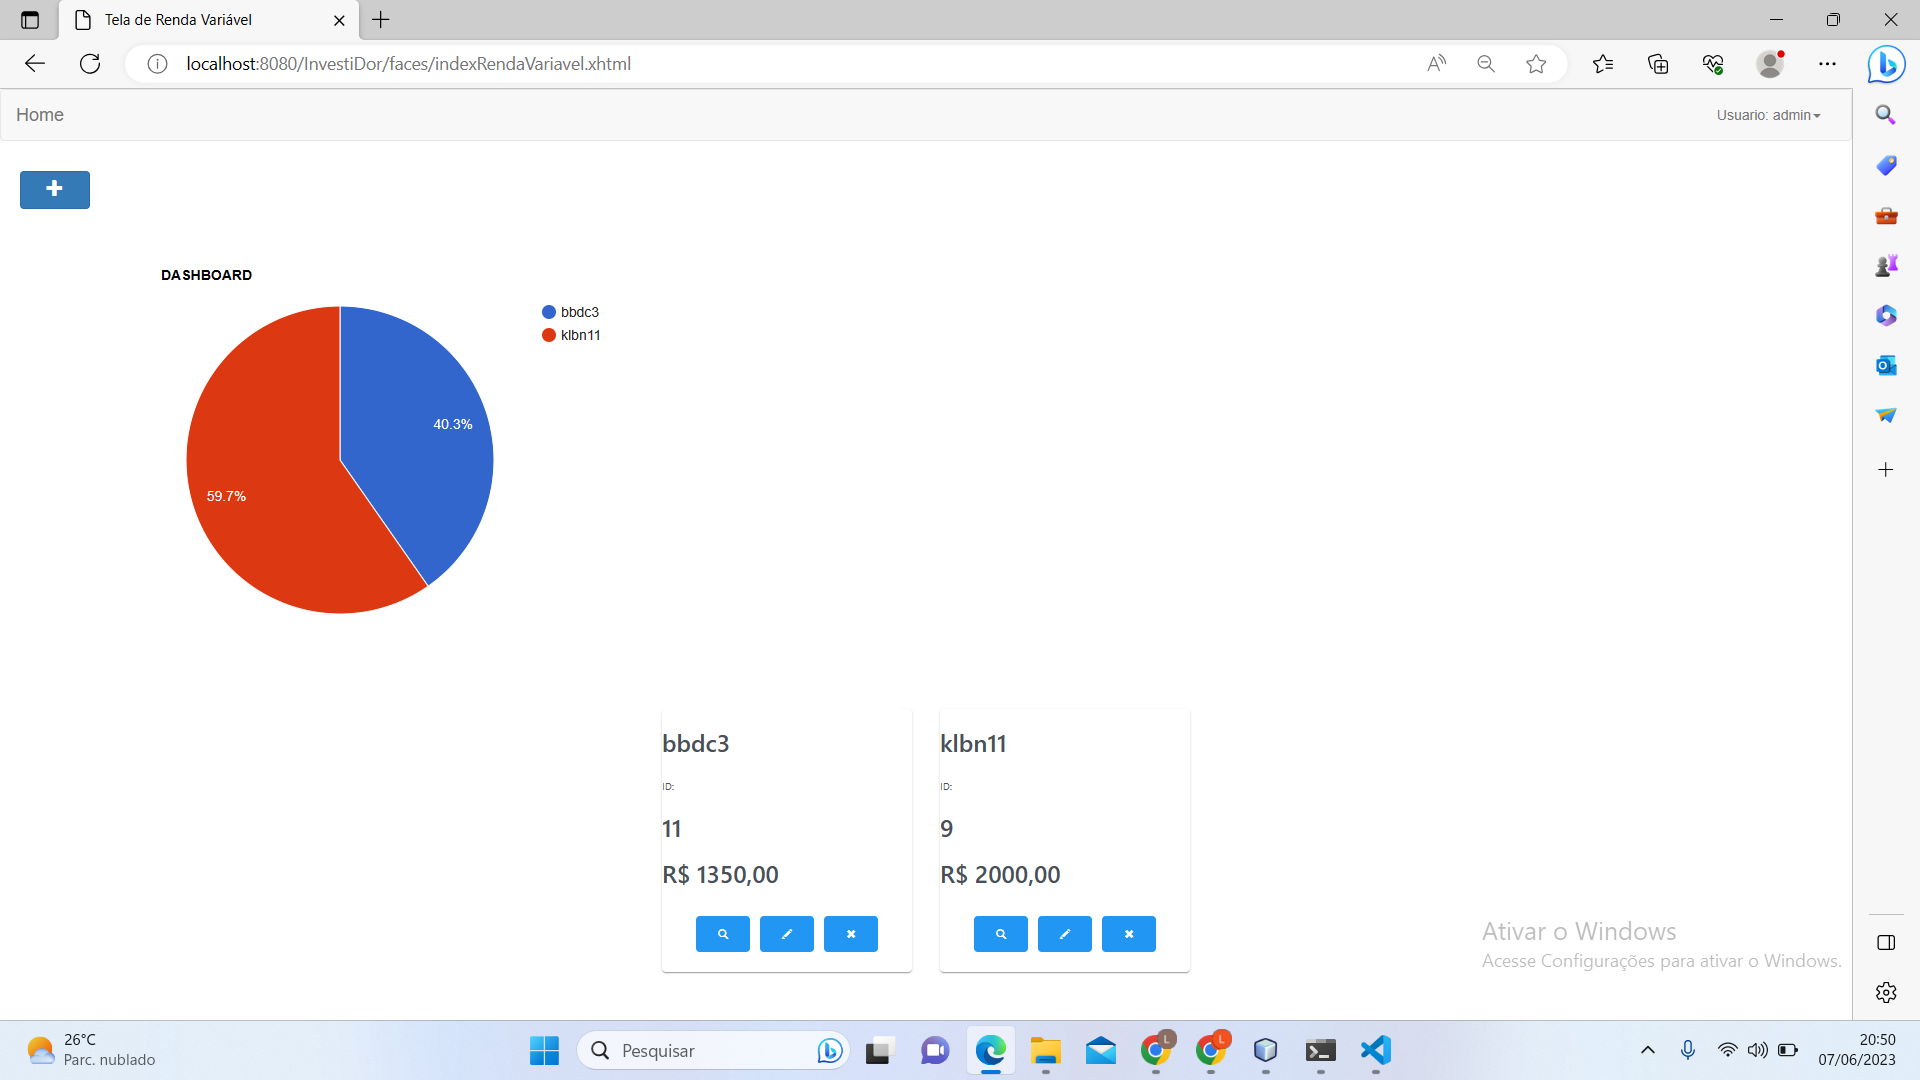 Tela de Renda Variável
localhost:8080/InvestiDor/faces/indexRendaVariavel.xhtml
Home
Usuario: admin
DASHBOARD
bbdc3
klbn11
40.3%
59.7%
bbdc3
ID:
11
R$ 1350,00
klbn11
ID:
9
R$ 2000,00
Ativar o Windows
Acesse Configurações para ativar o Windows.
26°C
Parc. nublado
Pesquisar
L
L
20:50
07/06/2023